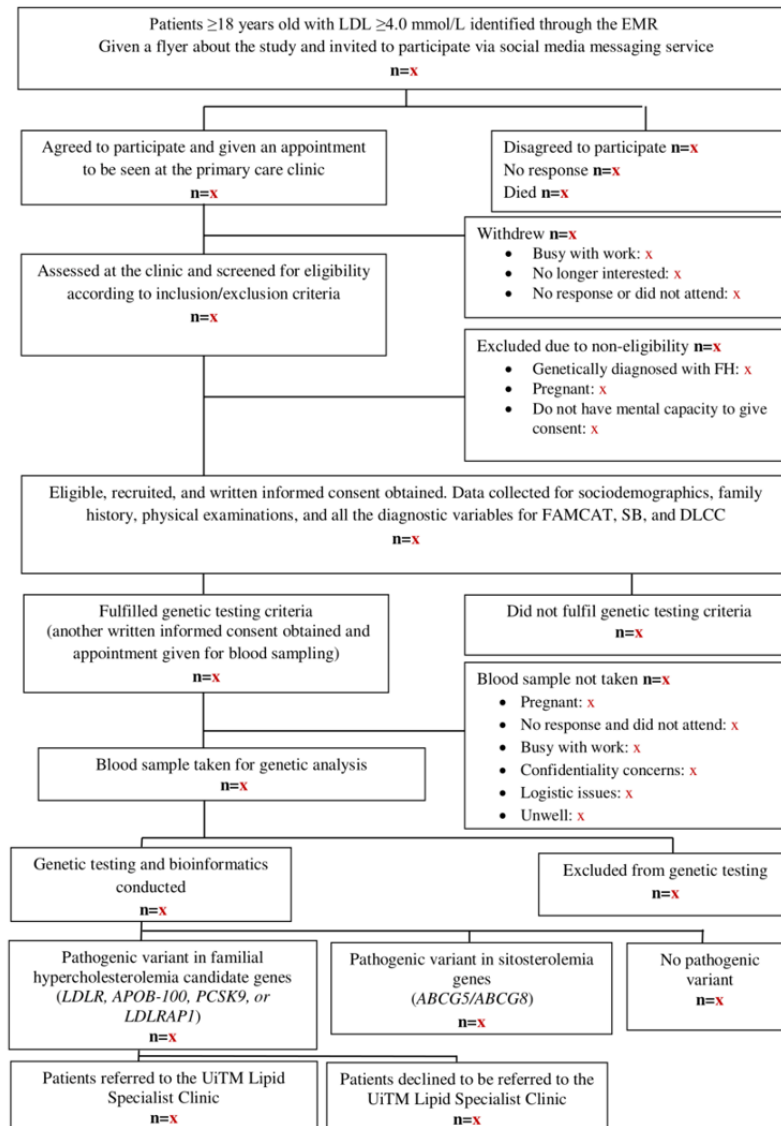 Patients ≥18 years old with LDL ≥4.0 mmol/L identified through the EMR
Given a flyer about the study and invited to participate via social media messaging service
n=x
Agreed to participate and given an appointment
to be seen at the primary care clinic
n=x
Disagreed to participate n=x
No response n=x
Died n=x
Withdrew n=x
• Busy with work: x
• No longer interested: x
• No response or did not attend: x
Assessed at the clinic and screened for eligibility
according to inclusion/exclusion criteria
n=x
Excluded due to non-eligibility n=x
• Genetically diagnosed with FH: x
• Pregnant: x
• Do not have mental capacity to give
consent: x
Eligible, recruited, and written informed consent obtained. Data collected for sociodemographics, family
history, physical examinations, and all the diagnostic variables for FAMCAT, SB, and DLCC
n=x
Fulfilled genetic testing criteria
(another written informed consent obtained and
appointment given for blood sampling)
n=x
Did not fulfil genetic testing criteria
n=x
Blood sample not taken n=x
• Pregnant: x
• No response and did not attend: x
• Busy with work: x
• Confidentiality concerns: x
• Logistic issues: x
• Unwell: x
Blood sample taken for genetic analysis
n=x
Genetic testing and bioinformatics
conducted
n=x
Excluded from genetic testing
n=x
Pathogenic variant in familial
hypercholesterolemia candidate genes
(LDLR, APOB-100, PCSK9, or
LDLRAP1)
n=x
Pathogenic variant in sitosterolemia
genes
(ABCG5/ABCG8)
n=x
No pathogenic
variant
n=x
Patients referred to the UiTM Lipid
Specialist Clinic
n=x
Patients declined to be referred to the
UiTM Lipid Specialist Clinic
n=x